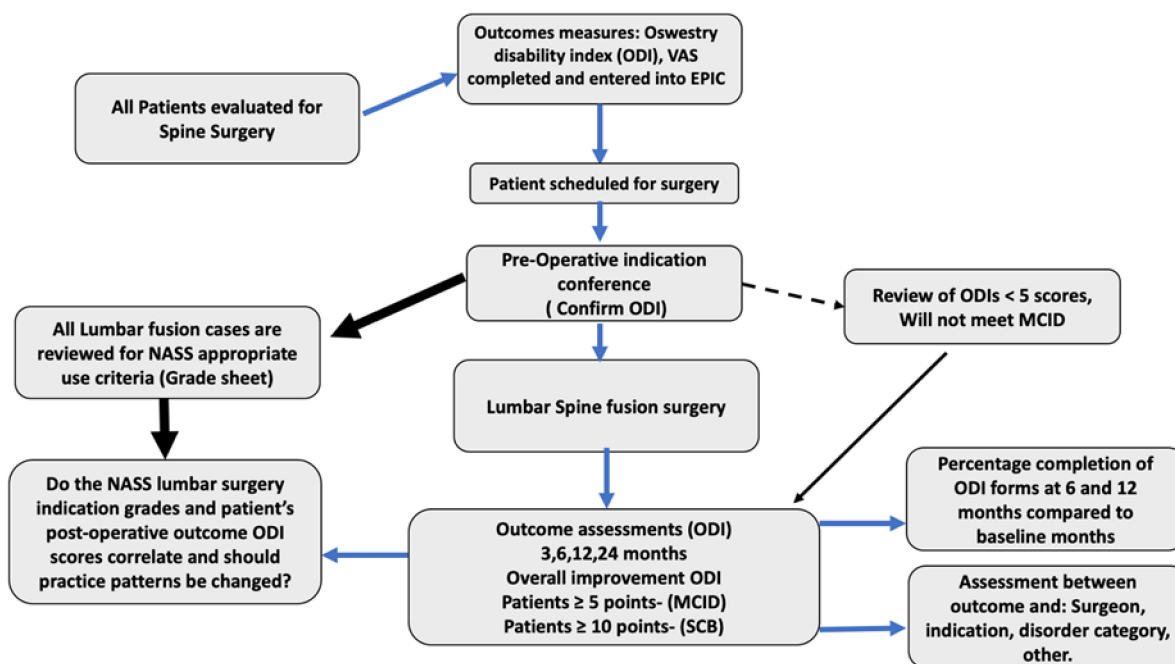 Outcomes measures: Oswestry
disability index (ODI), VAS
completed and entered into EPIC
All Patients evaluated for
Spine Surgery
Patient scheduled for surgery
Pre-Operative indication
conference
( Confirm ODI)
Review of ODIs < 5 scores,
Will not meet MCID
All Lumbar fusion cases are
reviewed for NASS appropriate
use criteria (Grade sheet)
Lumbar Spine fusion surgery
Do the NASS lumbar surgery
indication grades and patient’s
post-operative outcome ODI
scores correlate and should
practice patterns be changed?
Outcome assessments (ODI)
3,6,12,24 months
Overall improvement ODI
Patients ≥ 5 points- (MCID)
Patients ≥ 10 points- (SCB)
Percentage completion of
ODI forms at 6 and 12
months compared to
baseline months
Assessment between
outcome and: Surgeon,
indication, disorder category,
other.